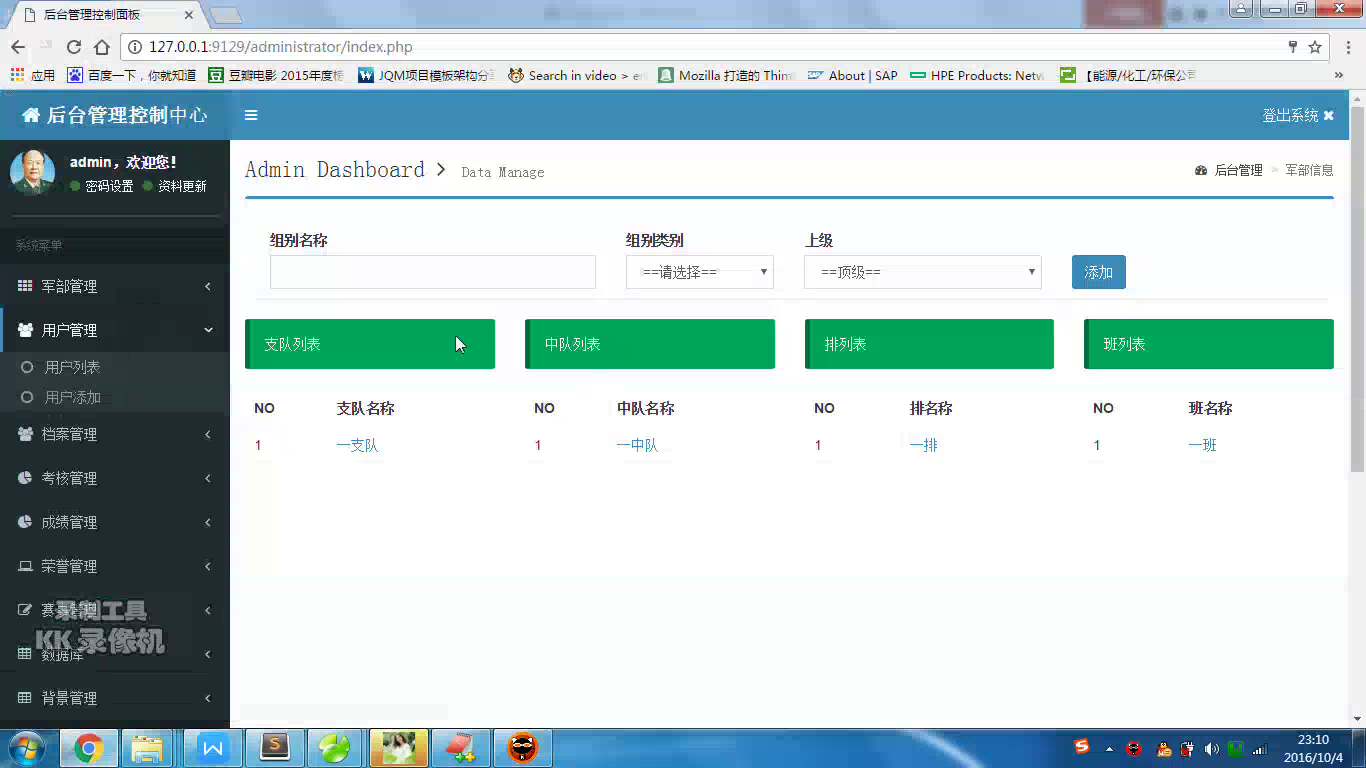 后台管理控制面板
127.0.0.1:9129/administrator/index.php
应用 百度一下，你就知道 豆瓣电影 2015年度 JQM项目模板架构分 Search in video > e Mozilla 打造的 Thim About | SAP HPE Products: Netw 【能源/化工/环保公司 »
后台管理控制中心
登出系统
admin，欢迎您！
密码设置 资料更新
系统菜单
军部管理
用户管理
用户列表
用户添加
档案管理
考核管理
成绩管理
荣誉管理
数据库
背景管理
录制工具
KK 录像机
Admin Dashboard > Data Manage
后台管理 > 军部信息
组别名称 组别类别 上级
==请选择== ==顶级== 添加
支队列表 中队列表 排列表 班列表
NO 支队名称 NO 中队名称 NO 排名称 NO 班名称
1 一支队 1 一中队 1 一排 1 一班
23:10
2016/10/4